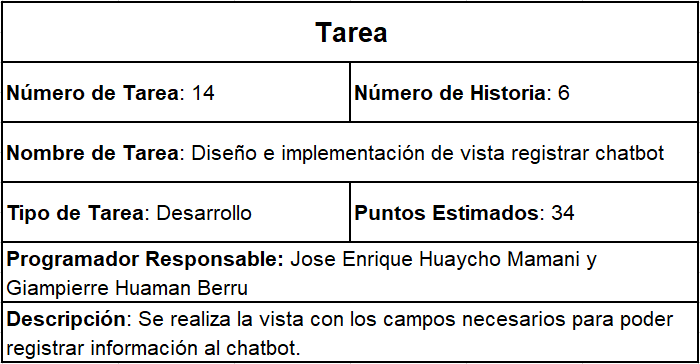 Tarea
Número de Tarea: 14
Número de Historia: 6
Nombre de Tarea: Diseño e implementación de vista registrar chatbot
Tipo de Tarea: Desarrollo
Puntos Estimados: 34
Programador Responsable: Jose Enrique Huaycho Mamani y
Giampierre Huaman Berru
Descripción: Se realiza la vista con los campos necesarios para poder
registrar información al chatbot.